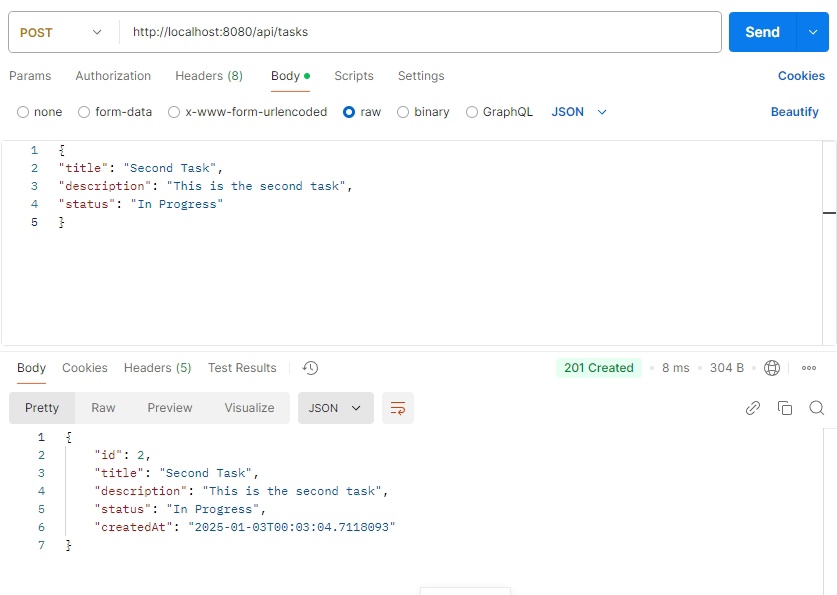 POST http://localhost:8080/api/tasks Send
Params Authorization Headers (8) Body Scripts Settings Cookies
none form-data x-www-form-urlencoded raw binary GraphQL JSON Beautify
1 {
2 "title": "Second Task",
3 "description": "This is the second task",
4 "status": "In Progress"
5 }
Body Cookies Headers (5) Test Results 201 Created 8 ms 304 B
Pretty Raw Preview Visualize JSON
1 {
2 "id": 2,
3 "title": "Second Task",
4 "description": "This is the second task",
5 "status": "In Progress",
6 "createdAt": "2025-01-03T00:03:04.7118093"
7 }